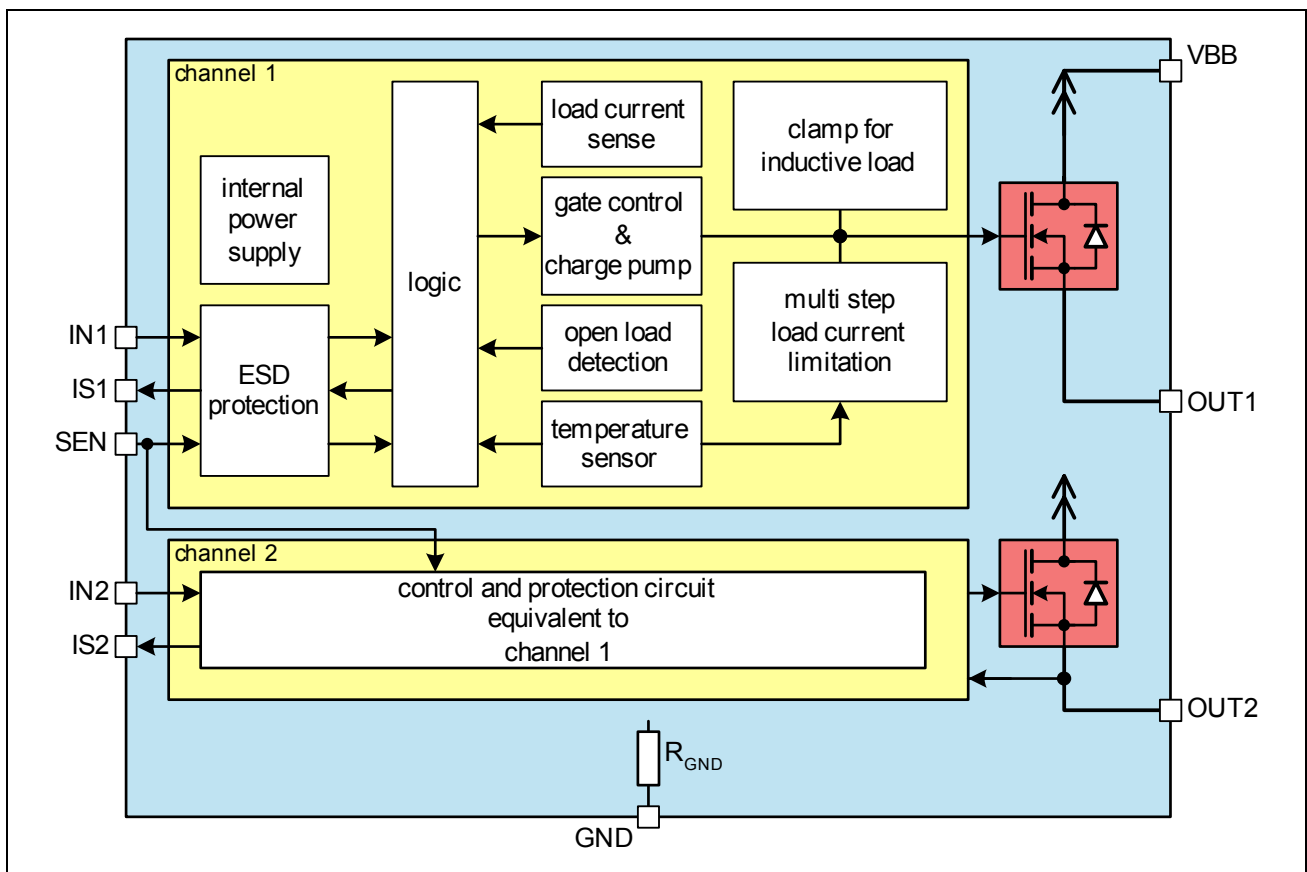 channel 1
internal
power
supply
ESD
protection
logic
load current
sense
gate control
&
charge pump
open load
detection
temperature
sensor
clamp for
inductive load
multi step
load current
limitation
VBB
IN1
IS1
SEN
OUT1
channel 2
control and protection circuit
equivalent to
channel 1
IN2
IS2
OUT2
RGND
GND